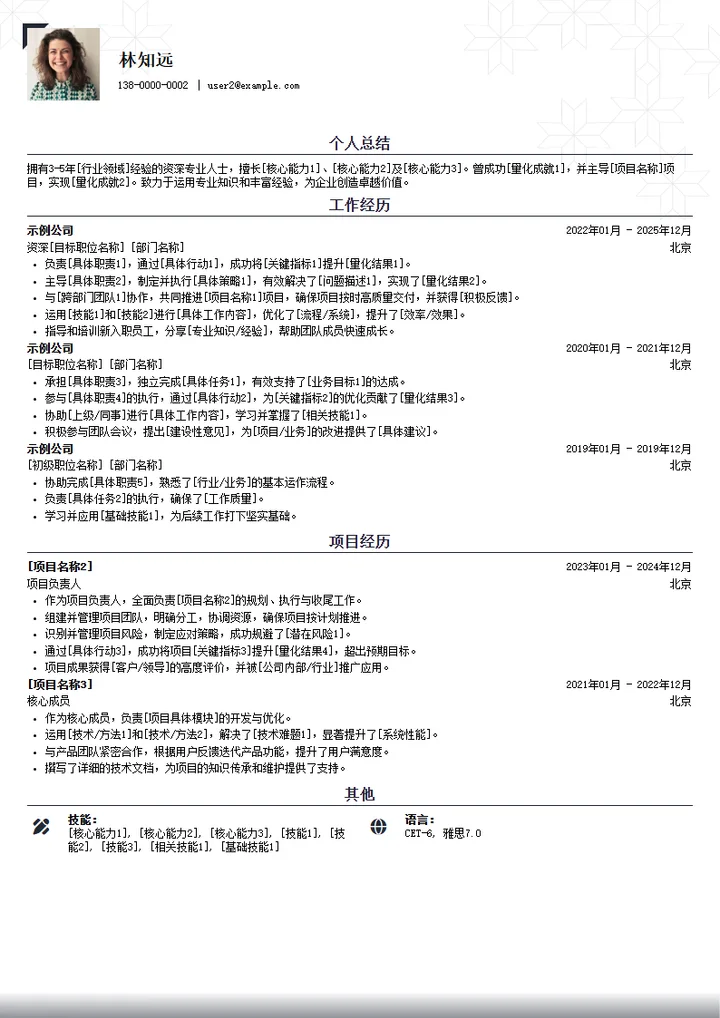 林知远
138-0000-0002 | user2@example.com
个人总结
拥有3-5年[行业领域]经验的资深专业人士，擅长[核心能力1]、[核心能力2]及[核心能力3]。曾成功[量化成就1]，并主导[项目名称]项
目，实现[量化成就2]。致力于运用专业知识和丰富经验，为企业创造卓越价值。
工作经历
示例公司 2022年01月 - 2025年12月
资深[目标职位名称] [部门名称] 北京
• 负责[具体职责1]，通过[具体行动1]，成功将[关键指标1]提升[量化结果1]。
• 主导[具体职责2]，制定并执行[具体策略1]，有效解决了[问题描述1]，实现了[量化结果2]。
• 与[跨部门团队1]协作，共同推进[项目名称1]项目，确保项目按时高质量交付，并获得[积极反馈]。
• 运用[技能1]和[技能2]进行[具体工作内容]，优化了[流程/系统]，提升了[效率/效果]。
• 指导和培训新入职员工，分享[专业知识/经验]，帮助团队成员快速成长。
示例公司 2020年01月 - 2021年12月
[目标职位名称] [部门名称] 北京
• 承担[具体职责3]，独立完成[具体任务1]，有效支持了[业务目标1]的达成。
• 参与[具体职责4]的执行，通过[具体行动2]，为[关键指标2]的优化贡献了[量化结果3]。
• 协助[上级/同事]进行[具体工作内容]，学习并掌握了[相关技能1]。
• 积极参与团队会议，提出[建设性意见]，为[项目/业务]的改进提供了[具体建议]。
示例公司 2019年01月 - 2019年12月
[初级职位名称] [部门名称] 北京
• 协助完成[具体职责5]，熟悉了[行业/业务]的基本运作流程。
• 负责[具体任务2]的执行，确保了[工作质量]。
• 学习并应用[基础技能1]，为后续工作打下坚实基础。
项目经历
[项目名称2] 2023年01月 - 2024年12月
项目负责人 北京
• 作为项目负责人，全面负责[项目名称2]的规划、执行与收尾工作。
• 组建并管理项目团队，明确分工，协调资源，确保项目按计划推进。
• 识别并管理项目风险，制定应对策略，成功规避了[潜在风险1]。
• 通过[具体行动3]，成功将项目[关键指标3]提升[量化结果4]，超出预期目标。
• 项目成果获得[客户/领导]的高度评价，并被[公司内部/行业]推广应用。
[项目名称3] 2021年01月 - 2022年12月
核心成员 北京
• 作为核心成员，负责[项目具体模块]的开发与优化。
• 运用[技术/方法1]和[技术/方法2]，解决了[技术难题1]，显著提升了[系统性能]。
• 与产品团队紧密合作，根据用户反馈迭代产品功能，提升了用户满意度。
• 撰写了详细的技术文档，为项目的知识传承和维护提供了支持。
其他
技能：
[核心能力1]，[核心能力2]，[核心能力3]，[技能1]，[技
能2]，[技能3]，[相关技能1]，[基础技能1]
语言：
CET-6，雅思7.0